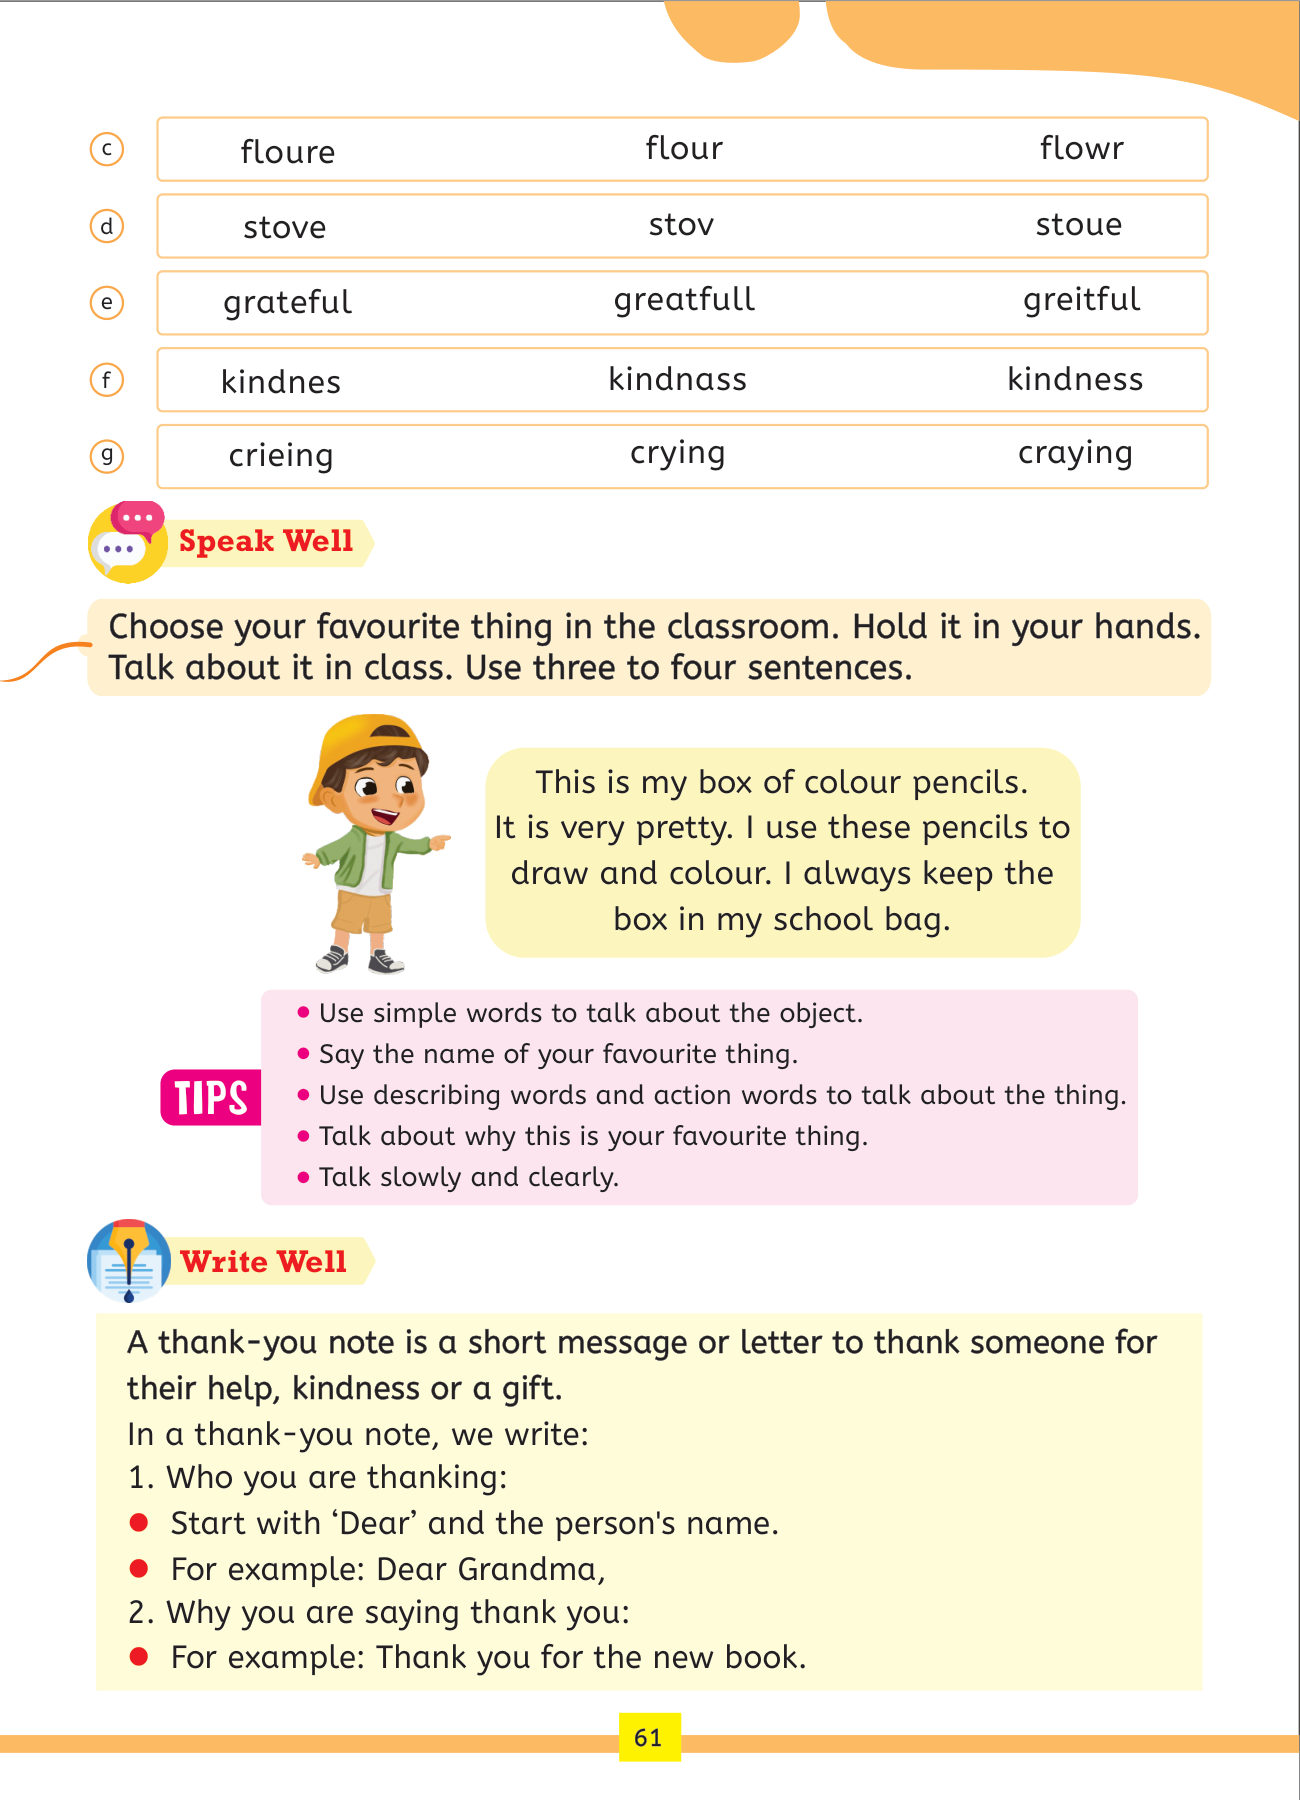 c floure flour flowr
d stove stov stoue
e grateful greatfull greitful
f kindnes kindnass kindness
g crieing crying craying
Speak Well
Choose your favourite thing in the classroom. Hold it in your hands.
Talk about it in class. Use three to four sentences.
This is my box of colour pencils.
It is very pretty. I use these pencils to
draw and colour. I always keep the
box in my school bag.
TIPS
• Use simple words to talk about the object.
• Say the name of your favourite thing.
• Use describing words and action words to talk about the thing.
• Talk about why this is your favourite thing.
• Talk slowly and clearly.
Write Well
A thank-you note is a short message or letter to thank someone for
their help, kindness or a gift.
In a thank-you note, we write:
1. Who you are thanking:
• Start with ‘Dear’ and the person's name.
• For example: Dear Grandma,
2. Why you are saying thank you:
• For example: Thank you for the new book.
61